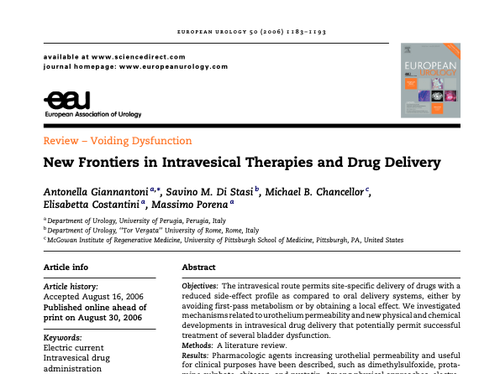 EUROPEAN UROLOGY 50 (2006) 1183–1193
available at www.sciencedirect.com
journal homepage: www.europeanurology.com
EUROPEAN
UROLOGY
eau
European Association of Urology
Review – Voiding Dysfunction
New Frontiers in Intravesical Therapies and Drug Delivery
Antonella Giannantoni a,*, Savino M. Di Stasi b, Michael B. Chancellor c,
Elisabetta Costantini a, Massimo Porena a
a Department of Urology, University of Perugia, Perugia, Italy
b Department of Urology, "Tor Vergata" University of Rome, Rome, Italy
c McGowan Institute of Regenerative Medicine, University of Pittsburgh School of Medicine, Pittsburgh, PA, United States
Article info
Article history:
Accepted August 16, 2006
Published online ahead of
print on August 30, 2006
Keywords:
Electric current
Intravesical drug
administration
Abstract
Objectives: The intravesical route permits site-specific delivery of drugs with a
reduced side-effect profile as compared to oral delivery systems, either by
avoiding first-pass metabolism or by obtaining a local effect. We investigated
mechanisms related to urothelium permeability and new physical and chemical
developments in intravesical drug delivery that potentially permit successful
treatment of several bladder dysfunction.
Methods: A literature review.
Results: Pharmacologic agents increasing urothelial permeability and useful
for clinical purposes have been described, such as dimethylsulfoxide, prota-